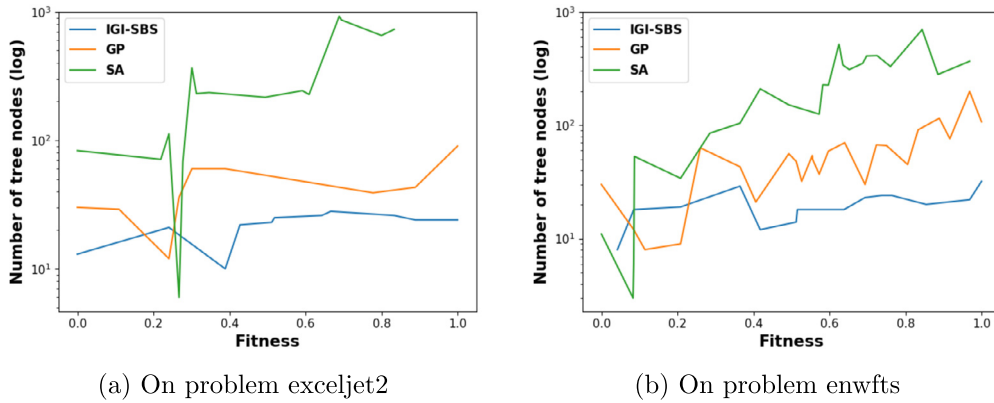 Number of tree nodes (log)
10³
10²
10¹
IGI-SBS
GP
SA
0.0 0.2 0.4 0.6 0.8 1.0
Fitness
(a) On problem exceljet2
Number of tree nodes (log)
10³
10²
10¹
IGI-SBS
GP
SA
0.0 0.2 0.4 0.6 0.8 1.0
Fitness
(b) On problem enwfts